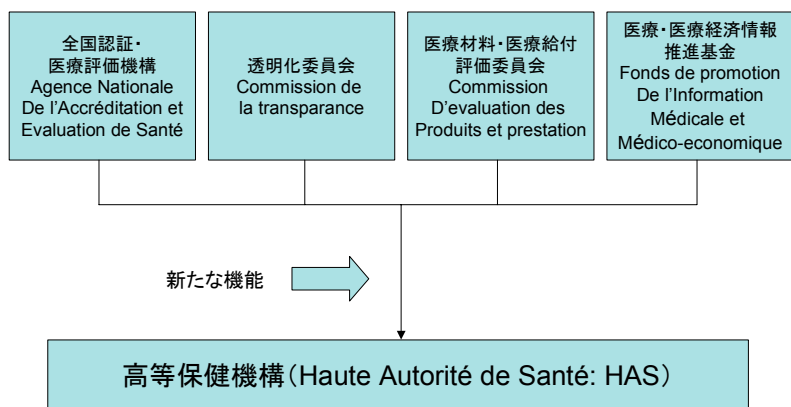 全国認証・
医療評価機構
Agence Nationale
De l'Accréditation et
Evaluation de Santé
透明化委員会
Commission de
la transparance
医療材料・医療給付
評価委員会
Commission
D'evaluation des
Produits et prestation
医療・医療経済情報
推進基金
Fonds de promotion
De l'Information
Médicale et
Médico-economique
新たな機能
高等保健機構(Haute Autorité de Santé: HAS)